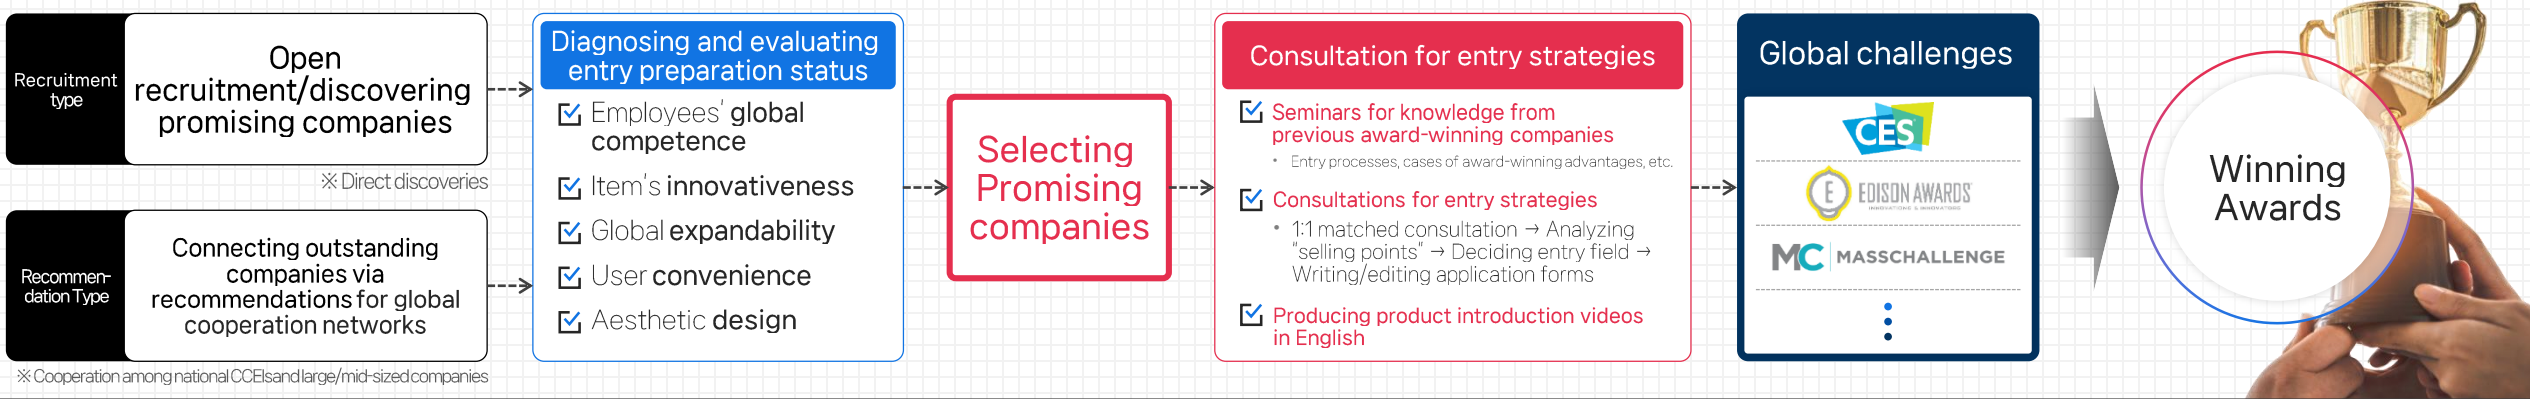 Recruitment
type
Open
recruitment/discovering
promising companies
※ Direct discoveries
Recommen-
dation Type
Connecting outstanding
companies via
recommendations for global
cooperation networks
※ Cooperation among national CCEIs and large/mid-sized companies
Diagnosing and evaluating
entry preparation status
Employees' global
competence
Item's innovativeness
Global expandability
User convenience
Aesthetic design
Selecting
Promising
companies
Consultation for entry strategies
Seminars for knowledge from
previous award-winning companies
• Entry processes, cases of award-winning advantages, etc.
Consultations for entry strategies
• 1:1 matched consultation → Analyzing
"selling points" → Deciding entry field →
Writing/editing application forms
Producing product introduction videos
in English
Global challenges
CES
E EDISON AWARDS
INNOVATIONS & INNOVATORS
MC MASSCHALLENGE
Winning
Awards